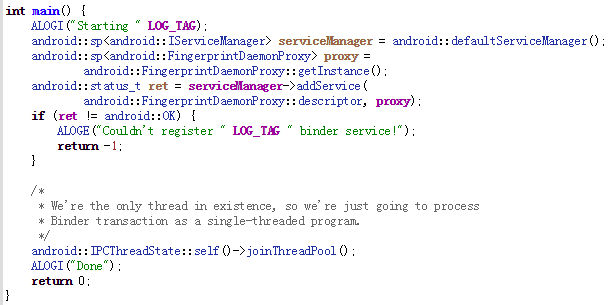 int main() {
    ALOGI("Starting " LOG_TAG);
    android::sp<android::IServiceManager> serviceManager = android::defaultServiceManager();
    android::sp<android::FingerprintDaemonProxy> proxy =
            android::FingerprintDaemonProxy::getInstance();
    android::status_t ret = serviceManager->addService(
            android::FingerprintDaemonProxy::descriptor, proxy);
    if (ret != android::OK) {
        ALOGE("Couldn't register " LOG_TAG " binder service!");
        return -1;
    }

    /*
     * We're the only thread in existence, so we're just going to process
     * Binder transaction as a single-threaded program.
     */
    android::IPCThreadState::self()->joinThreadPool();
    ALOGI("Done");
    return 0;
}